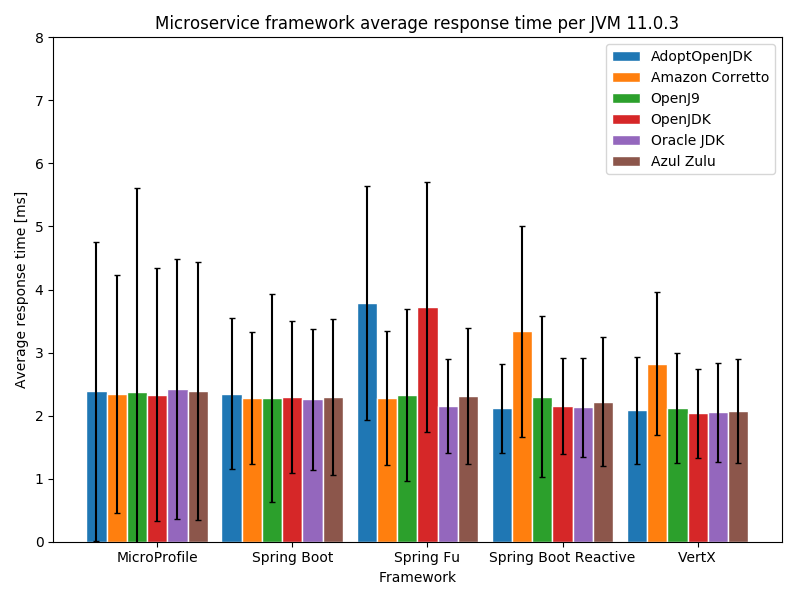 Microservice framework average response time per JVM 11.0.3
AdoptOpenJDK
Amazon Corretto
OpenJ9
OpenJDK
Oracle JDK
Azul Zulu
Average response time [ms]
8
7
6
5
4
3
2
1
0
MicroProfile
Spring Boot
Spring Fu
Spring Boot Reactive
VertX
Framework